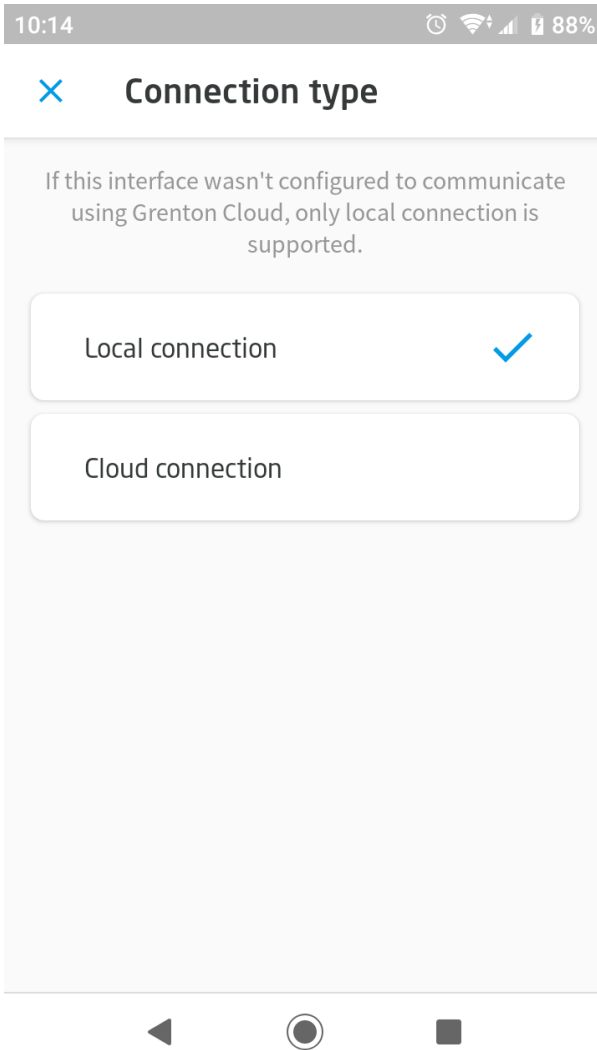 10:14
88%
Connection type
If this interface wasn't configured to communicate
using Grenton Cloud, only local connection is
supported.
Local connection
Cloud connection